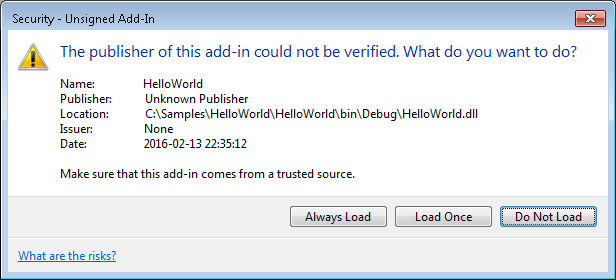 Security - Unsigned Add-In
The publisher of this add-in could not be verified. What do you want to do?
Name: HelloWorld
Publisher: Unknown Publisher
Location: C:\Samples\HelloWorld\HelloWorld\bin\Debug\HelloWorld.dll
Issuer: None
Date: 2016-02-13 22:35:12
Make sure that this add-in comes from a trusted source.
Always Load Load Once Do Not Load
What are the risks?